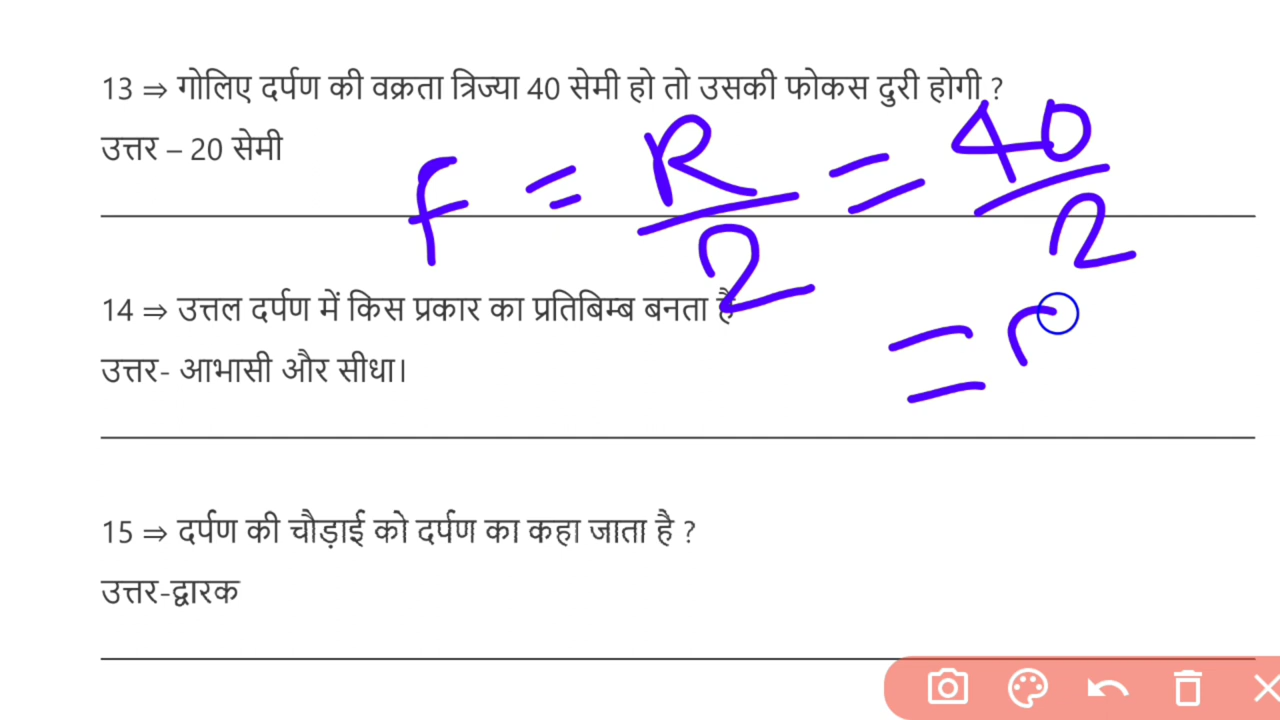 13 ⇒ गोलिए दर्पण की वक्रता त्रिज्या 40 सेमी हो तो उसकी फोकस दुरी होगी ?
उत्तर – 20 सेमी
f = R/2 = 40/2
=
14 ⇒ उत्तल दर्पण में किस प्रकार का प्रतिबिम्ब बनता है
उत्तर- आभासी और सीधा।
15 ⇒ दर्पण की चौड़ाई को दर्पण का कहा जाता है ?
उत्तर-द्वारक